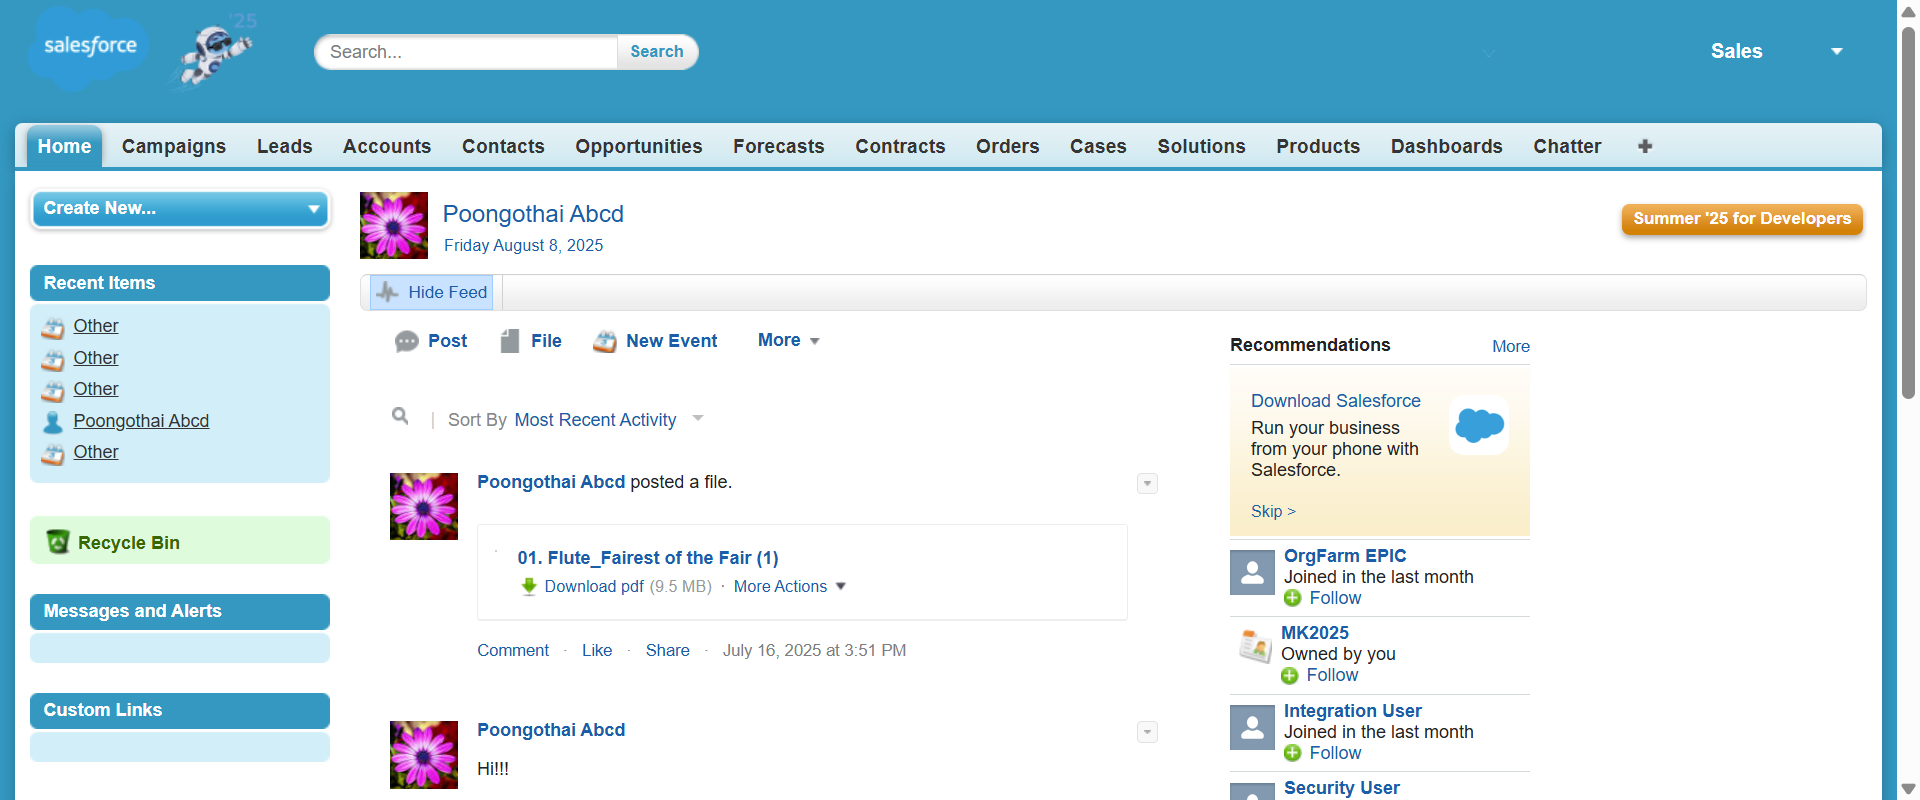 salesforce
'25
Search...
Search
Sales
Home
Campaigns
Leads
Accounts
Contacts
Opportunities
Forecasts
Contracts
Orders
Cases
Solutions
Products
Dashboards
Chatter
Create New...
Recent Items
Other
Other
Other
Poongothai Abcd
Other
Recycle Bin
Messages and Alerts
Custom Links
Poongothai Abcd
Friday August 8, 2025
Summer '25 for Developers
Hide Feed
Post
File
New Event
More
| Sort By Most Recent Activity
Poongothai Abcd posted a file.
01. Flute_Fairest of the Fair (1)
Download pdf (9.5 MB) · More Actions
Comment · Like · Share · July 16, 2025 at 3:51 PM
Poongothai Abcd
Hi!!!
Recommendations
More
Download Salesforce
Run your business
from your phone with
Salesforce.
Skip >
OrgFarm EPIC
Joined in the last month
Follow
MK2025
Owned by you
Follow
Integration User
Joined in the last month
Follow
Security User